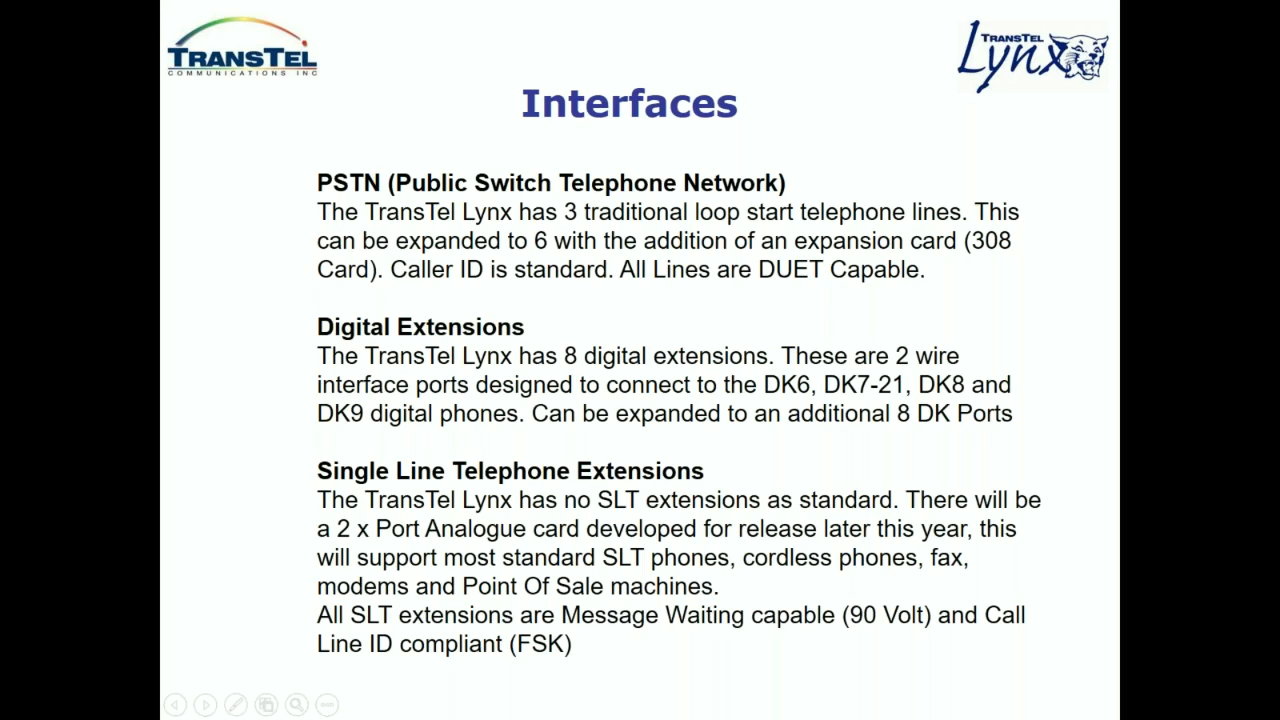 TRANSTEL
COMMUNICATIONS INC
TRANSTEL
Lynx
Interfaces
PSTN (Public Switch Telephone Network)
The TransTel Lynx has 3 traditional loop start telephone lines. This
can be expanded to 6 with the addition of an expansion card (308
Card). Caller ID is standard. All Lines are DUET Capable.
Digital Extensions
The TransTel Lynx has 8 digital extensions. These are 2 wire
interface ports designed to connect to the DK6, DK7-21, DK8 and
DK9 digital phones. Can be expanded to an additional 8 DK Ports
Single Line Telephone Extensions
The TransTel Lynx has no SLT extensions as standard. There will be
a 2 x Port Analogue card developed for release later this year, this
will support most standard SLT phones, cordless phones, fax,
modems and Point Of Sale machines.
All SLT extensions are Message Waiting capable (90 Volt) and Call
Line ID compliant (FSK)